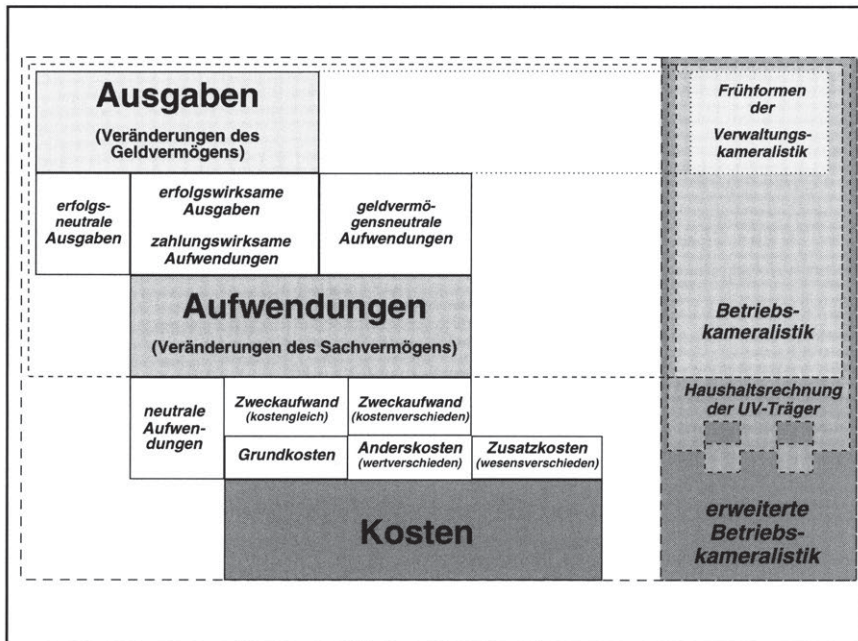 Ausgaben
(Veränderungen des
Geldvermögens)
Frühformen
der
Verwaltungs-
kameralistik
erfolgs-
neutrale
Ausgaben
erfolgswirksame
Ausgaben
zahlungswirksame
Aufwendungen
geldvermö-
gensneutrale
Aufwendungen
Aufwendungen
(Veränderungen des Sachvermögens)
Betriebs-
kameralistik
neutrale
Aufwen-
dungen
Zweckaufwand
(kostengleich)
Zweckaufwand
(kostenverschieden)
Haushaltsrechnung
der UV-Träger
Grundkosten
Anderskosten
(wertverschieden)
Zusatzkosten
(wesensverschieden)
Kosten
erweiterte
Betriebs-
kameralistik